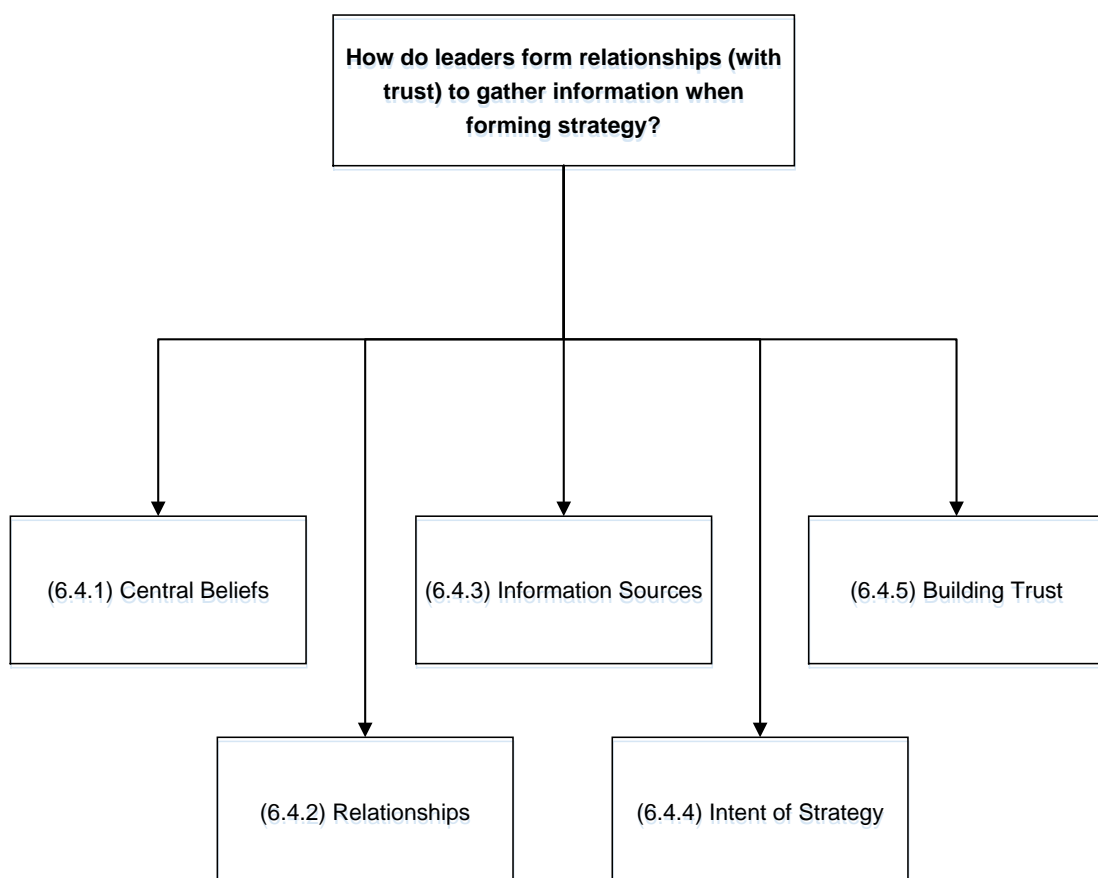 How do leaders form relationships (with
trust) to gather information when
forming strategy?
(6.4.1) Central Beliefs
(6.4.3) Information Sources
(6.4.5) Building Trust
(6.4.2) Relationships
(6.4.4) Intent of Strategy